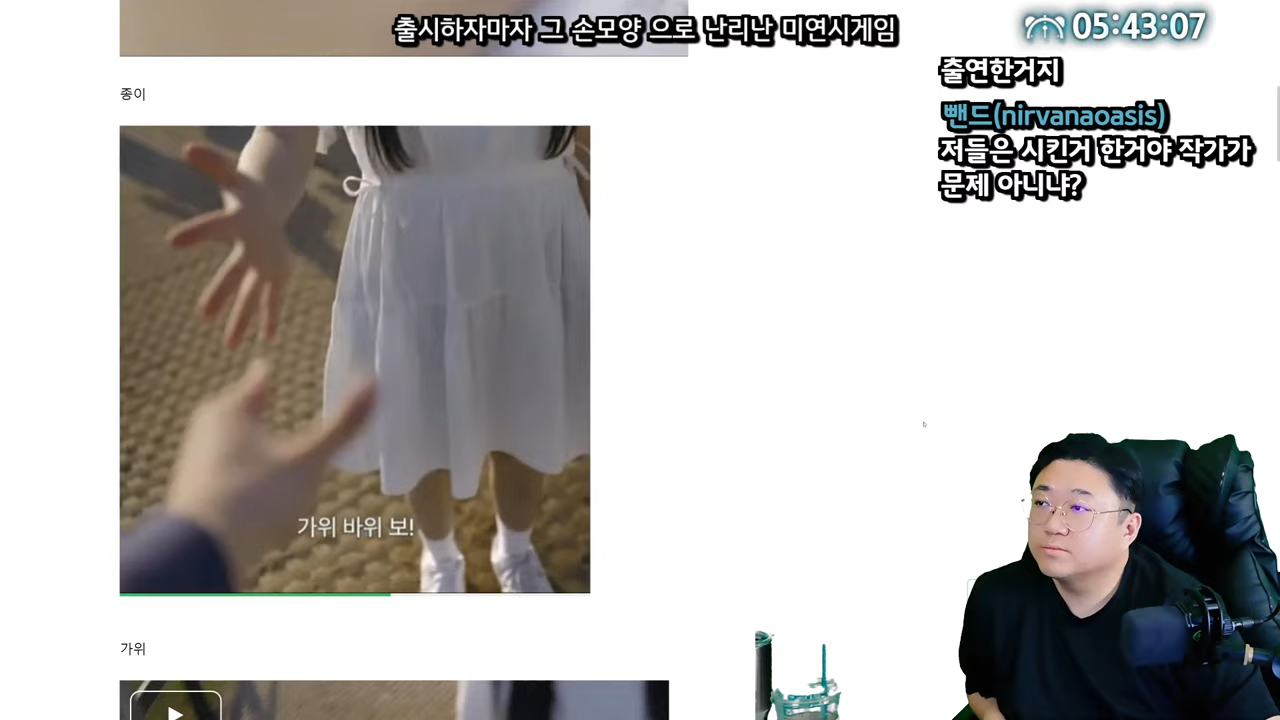 출시하자마자 그 손모양 으로 난리난 미연시게임
05:43:07
출연한거지
뺀드(nirvanaoasis)
저들은 시킨거 한거야 작가가
문제 아니냐?
종이
가위 바위 보!
가위